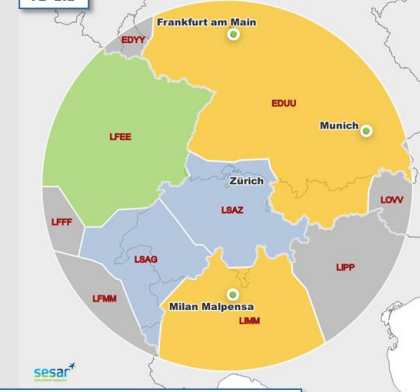 Frankfurt am Main
EDYY
EDUU
LFEE
Munich
Zürich
LOVV
LSAZ
LFFF
LSAG
LIPP
LFMM
Milan Malpensa
LIMM
sesar